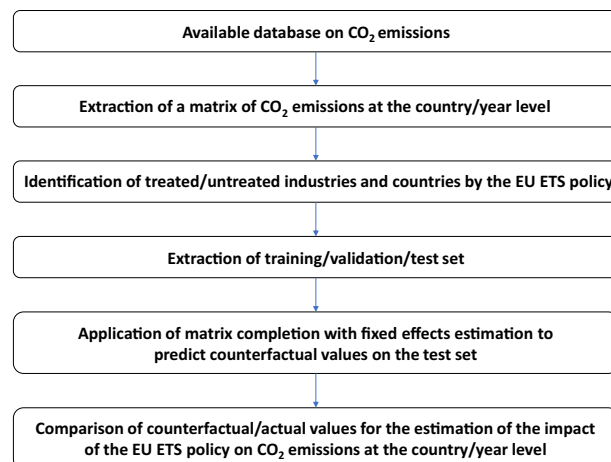 Available database on CO₂ emissions
Extraction of a matrix of CO₂ emissions at the country/year level
Identification of treated/untreated industries and countries by the EU ETS policy
Extraction of training/validation/test set
Application of matrix completion with fixed effects estimation to
predict counterfactual values on the test set
Comparison of counterfactual/actual values for the estimation of the impact
of the EU ETS policy on CO₂ emissions at the country/year level